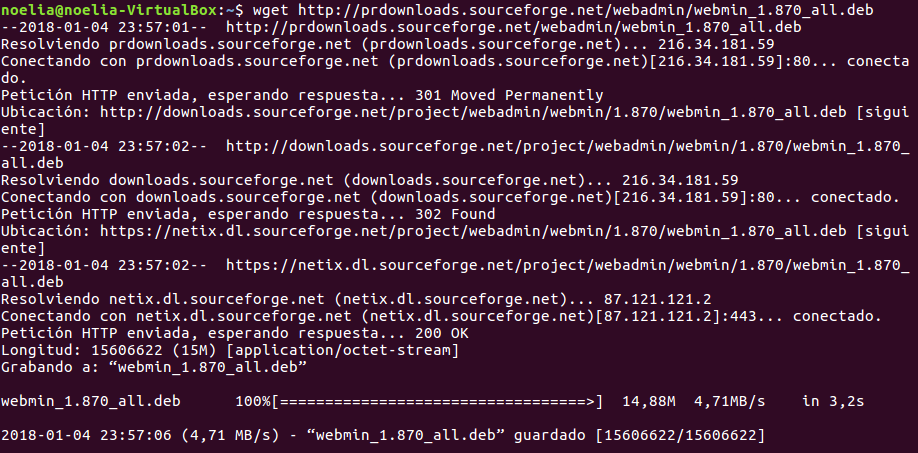 noelia@noelia-VirtualBox:~$ wget http://prdownloads.sourceforge.net/webadmin/webmin_1.870_all.deb
--2018-01-04 23:57:01--  http://prdownloads.sourceforge.net/webadmin/webmin_1.870_all.deb
Resolviendo prdownloads.sourceforge.net (prdownloads.sourceforge.net)... 216.34.181.59
Conectando con prdownloads.sourceforge.net (prdownloads.sourceforge.net)[216.34.181.59]:80... conecta
do.
Petición HTTP enviada, esperando respuesta... 301 Moved Permanently
Ubicación: http://downloads.sourceforge.net/project/webadmin/webmin/1.870/webmin_1.870_all.deb [sigui
ente]
--2018-01-04 23:57:02--  http://downloads.sourceforge.net/project/webadmin/webmin/1.870/webmin_1.870_
all.deb
Resolviendo downloads.sourceforge.net (downloads.sourceforge.net)... 216.34.181.59
Conectando con downloads.sourceforge.net (downloads.sourceforge.net)[216.34.181.59]:80... conectado.
Petición HTTP enviada, esperando respuesta... 302 Found
Ubicación: https://netix.dl.sourceforge.net/project/webadmin/webmin/1.870/webmin_1.870_all.deb [sigui
ente]
--2018-01-04 23:57:02--  https://netix.dl.sourceforge.net/project/webadmin/webmin/1.870/webmin_1.870_
all.deb
Resolviendo netix.dl.sourceforge.net (netix.dl.sourceforge.net)... 87.121.121.2
Conectando con netix.dl.sourceforge.net (netix.dl.sourceforge.net)[87.121.121.2]:443... conectado.
Petición HTTP enviada, esperando respuesta... 200 OK
Longitud: 15606622 (15M) [application/octet-stream]
Grabando a: “webmin_1.870_all.deb”
webmin_1.870_all.deb      100%[==================================>]  14,88M  4,71MB/s    in 3,2s
2018-01-04 23:57:06 (4,71 MB/s) - “webmin_1.870_all.deb” guardado [15606622/15606622]